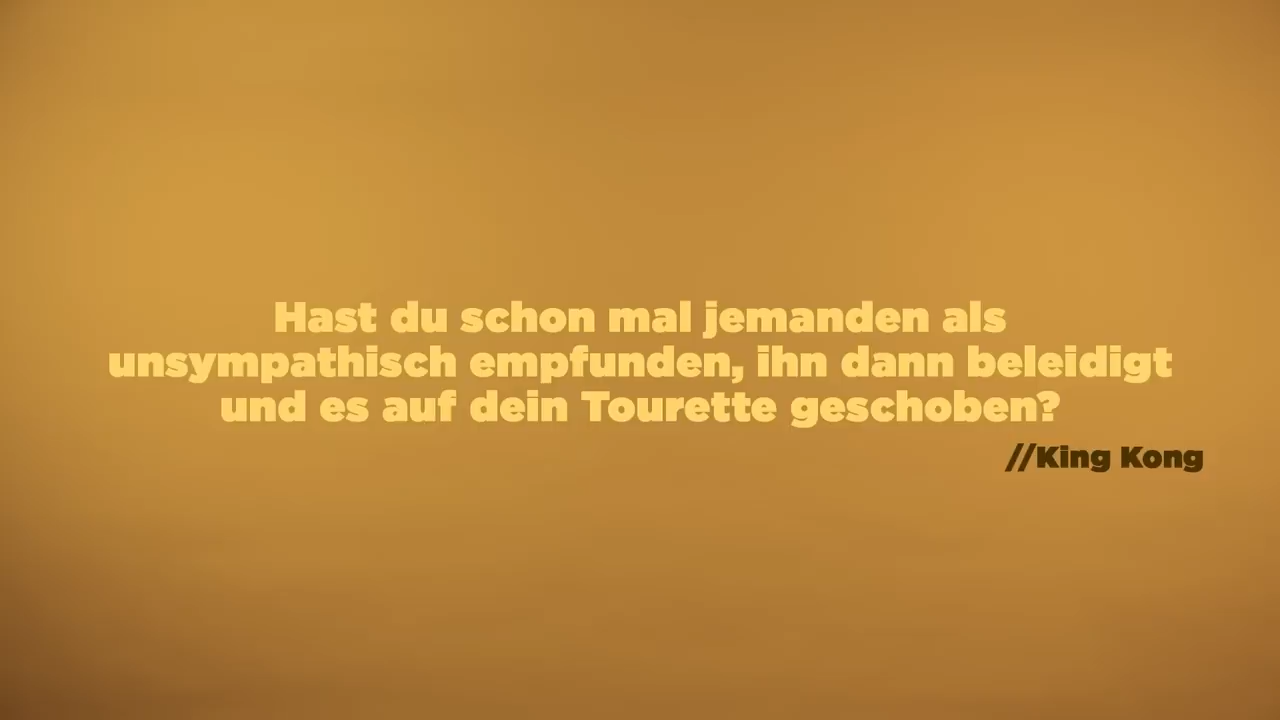 Hast du schon mal jemanden als
unsympathisch empfunden, ihn dann beleidigt
und es auf dein Tourette geschoben?
//King Kong